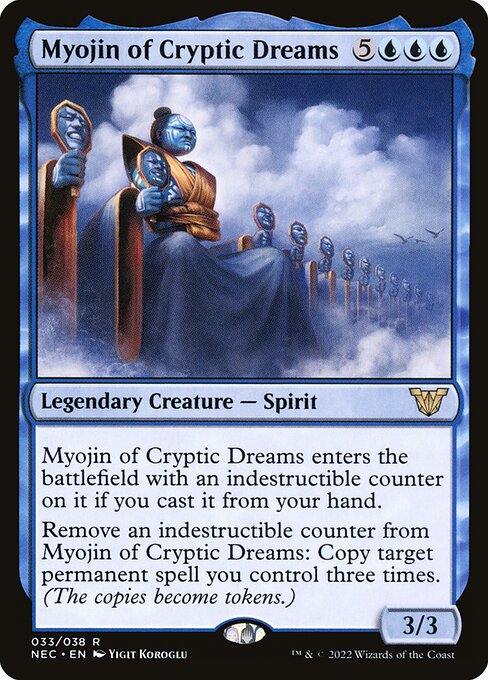 Myojin of Cryptic Dreams 5
Legendary Creature — Spirit
Myojin of Cryptic Dreams enters the
battlefield with an indestructible counter
on it if you cast it from your hand.
Remove an indestructible counter from
Myojin of Cryptic Dreams: Copy target
permanent spell you control three times.
(The copies become tokens.)
3/3
033/038 R
NEC • EN Yigit Koroglu
™ & © 2022 Wizards of the Coast